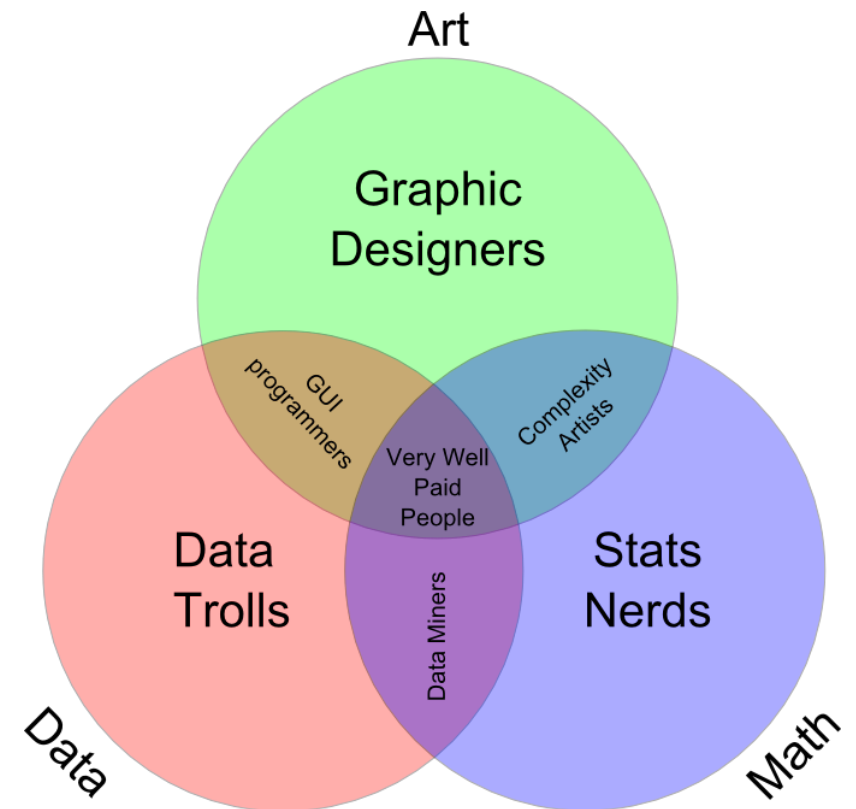 Art
Graphic
Designers
GUI
programmers
Complexity
Artists
Very Well
Paid
People
Data
Trolls
Stats
Nerds
Data Miners
Data
Math